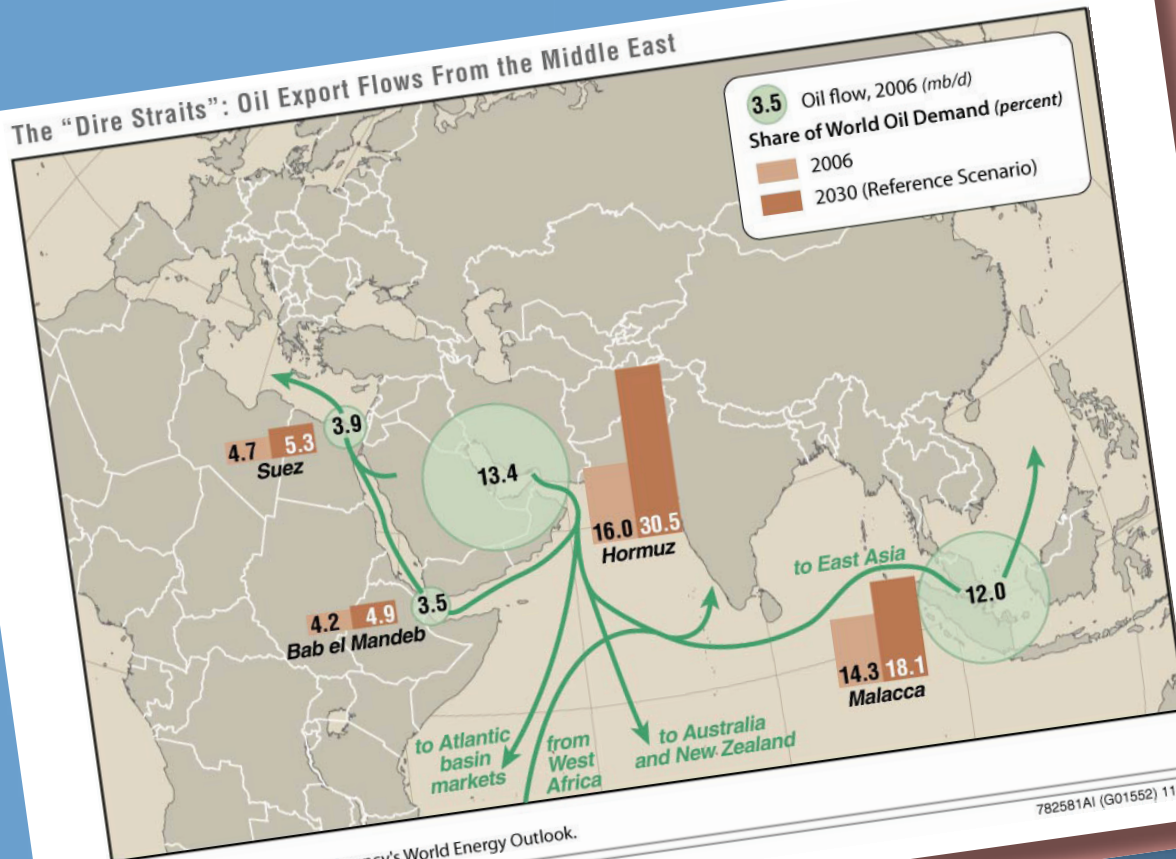 The “Dire Straits”: Oil Export Flows From the Middle East
3.5 Oil flow, 2006 (mb/d)
Share of World Oil Demand (percent)
2006
2030 (Reference Scenario)
3.9
4.7 5.3
Suez
13.4
16.0 30.5
Hormuz
3.5
4.2 4.9
Bab el Mandeb
to East Asia
12.0
14.3 18.1
Malacca
to Atlantic
basin
markets
from
West
Africa
to Australia
and New Zealand
World Energy Outlook.
782581AI (G01552) 11